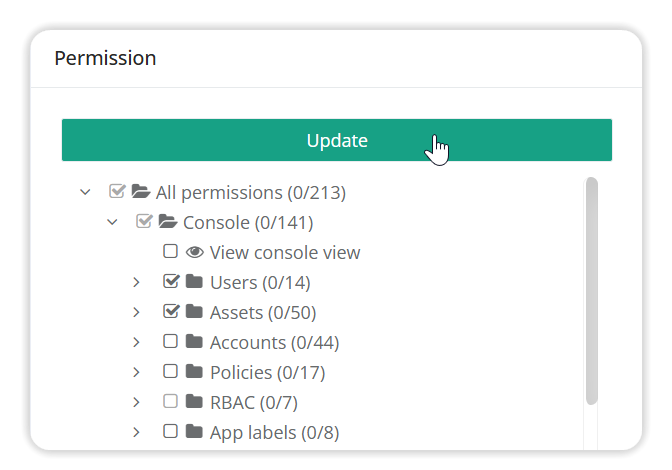 Permission
Update
All permissions (0/213)
Console (0/141)
View console view
Users (0/14)
Assets (0/50)
Accounts (0/44)
Policies (0/17)
RBAC (0/7)
App labels (0/8)